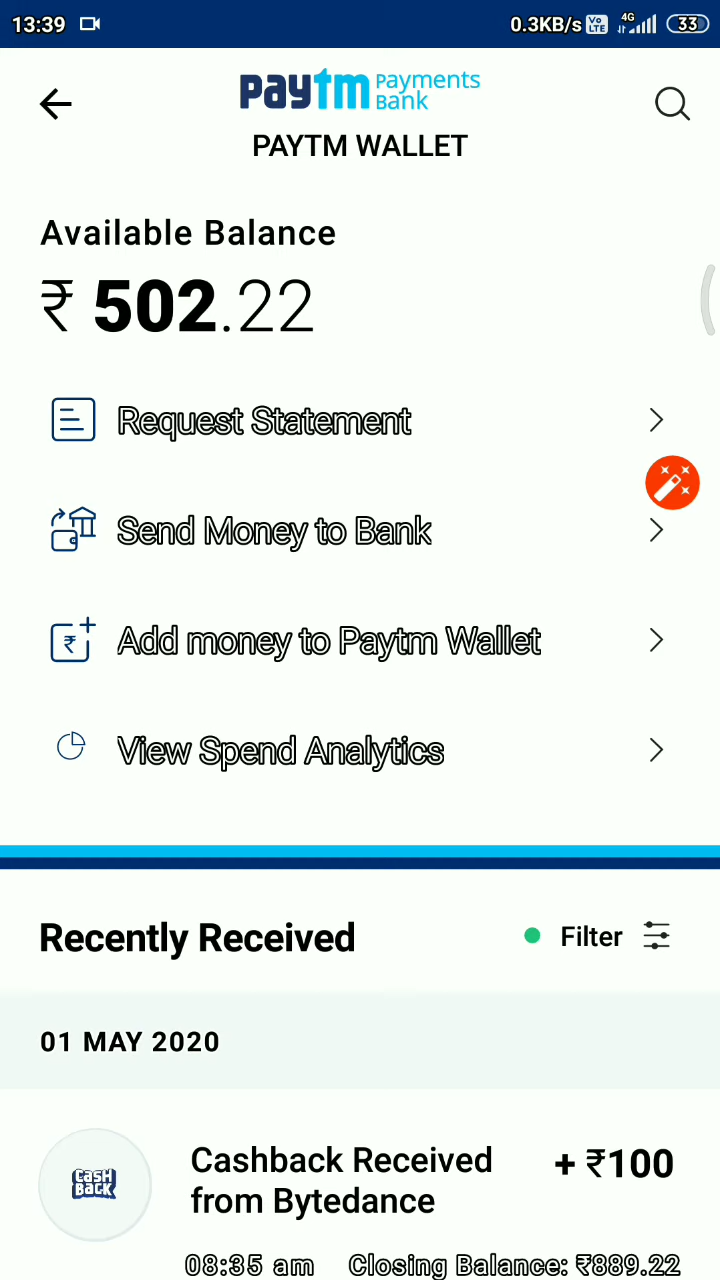 13:39 0.3KB/s Vo LTE 4G 33
paytm Payments Bank
PAYTM WALLET
Available Balance
₹ 502.22
Request Statement
Send Money to Bank
₹ Add money to Paytm Wallet
View Spend Analytics
Recently Received Filter
01 MAY 2020
CASH BACK
Cashback Received + ₹100
from Bytedance
08:35 am Closing Balance: ₹889.22